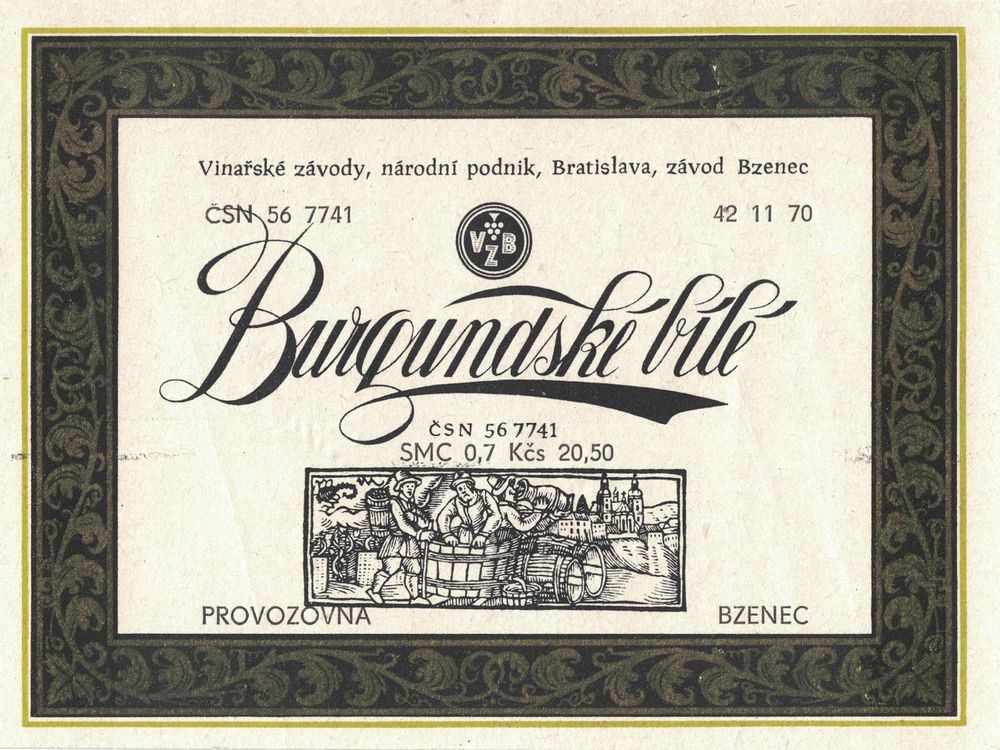 Vinařské závody, národní podnik, Bratislava, závod Bzenec
ČSN 56 7741
42 11 70
VZB
Burgundské bílé
ČSN 56 7741
SMC 0,7 Kčs 20,50
PROVOZOVNA
BZENEC